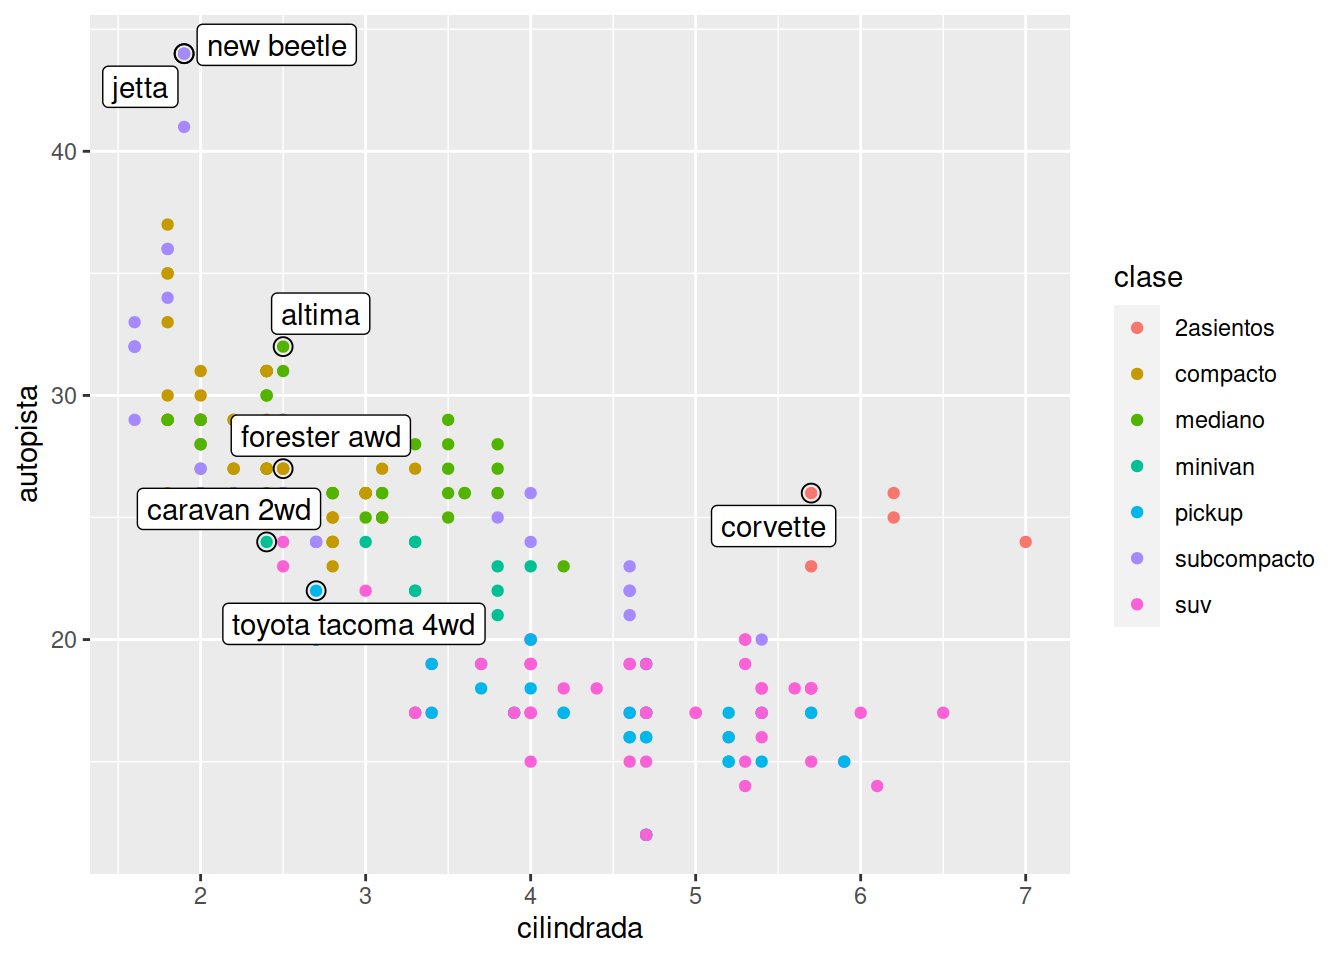 new beetle
jetta
altima
forester awd
caravan 2wd
toyota tacoma 4wd
corvette
40
30
20
autopista
2 3 4 5 6 7
cilindrada
clase
2asientos
compacto
mediano
minivan
pickup
subcompacto
suv